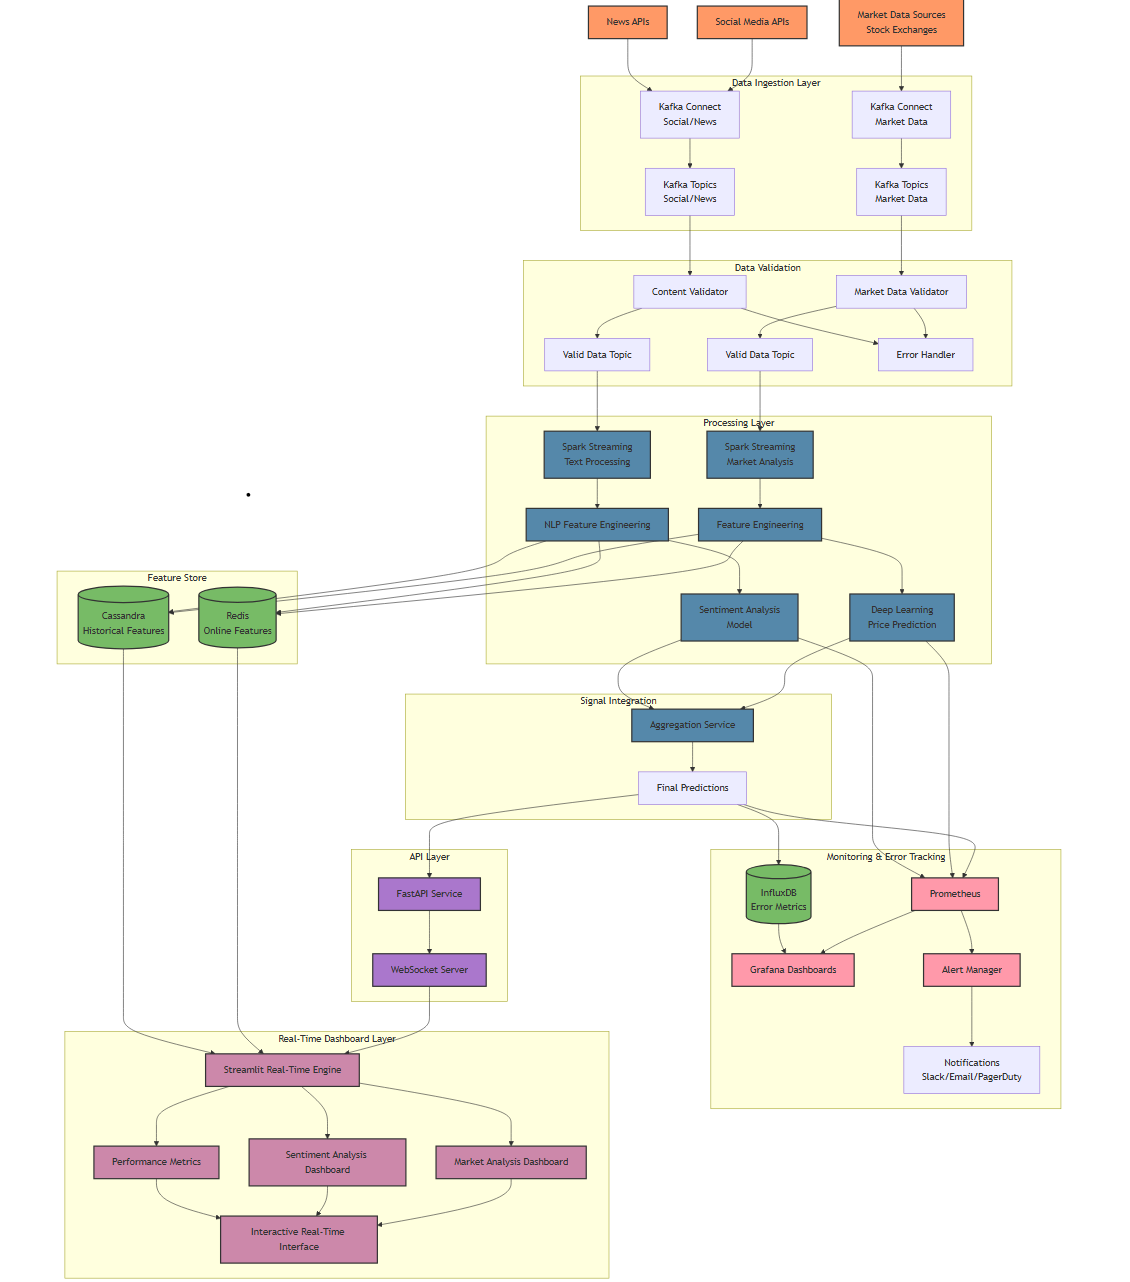 News APIs
Social Media APIs
Market Data Sources
Stock Exchanges
Data Ingestion Layer
Kafka Connect
Social/News
Kafka Connect
Market Data
Kafka Topics
Social/News
Kafka Topics
Market Data
Data Validation
Content Validator
Market Data Validator
Valid Data Topic
Valid Data Topic
Error Handler
Processing Layer
Spark Streaming
Text Processing
Spark Streaming
Market Analysis
NLP Feature Engineering
Feature Engineering
Feature Store
Cassandra
Historical Features
Redis
Online Features
Sentiment Analysis
Model
Deep Learning
Price Prediction
Signal Integration
Aggregation Service
Final Predictions
API Layer
FastAPI Service
WebSocket Server
Monitoring & Error Tracking
InfluxDB
Error Metrics
Prometheus
Grafana Dashboards
Alert Manager
Notifications
Slack/Email/PagerDuty
Real-Time Dashboard Layer
Streamlit Real-Time Engine
Performance Metrics
Sentiment Analysis
Dashboard
Market Analysis Dashboard
Interactive Real-Time
Interface